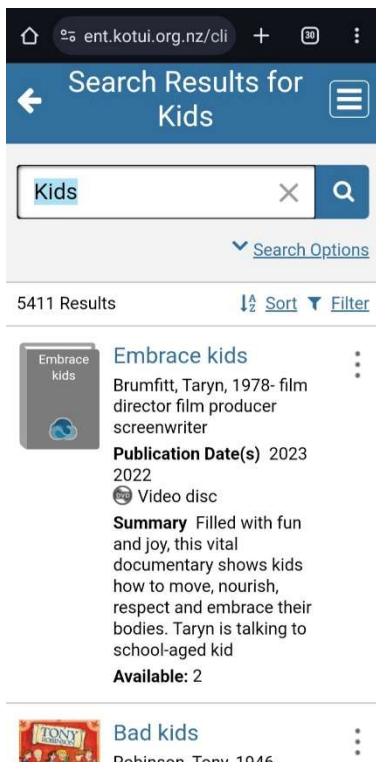 ent.kotui.org.nz/cli
30
Search Results for
Kids
Kids
Search Options
5411 Results
Sort
Filter
Embrace
kids
Embrace kids
Brumfitt, Taryn, 1978- film
director film producer
screenwriter
Publication Date(s) 2023
2022
DVD Video disc
Summary Filled with fun
and joy, this vital
documentary shows kids
how to move, nourish,
respect and embrace their
bodies. Taryn is talking to
school-aged kid
Available: 2
TONY
ROBINSON
Bad kids
Robinson, Tony, 1946-